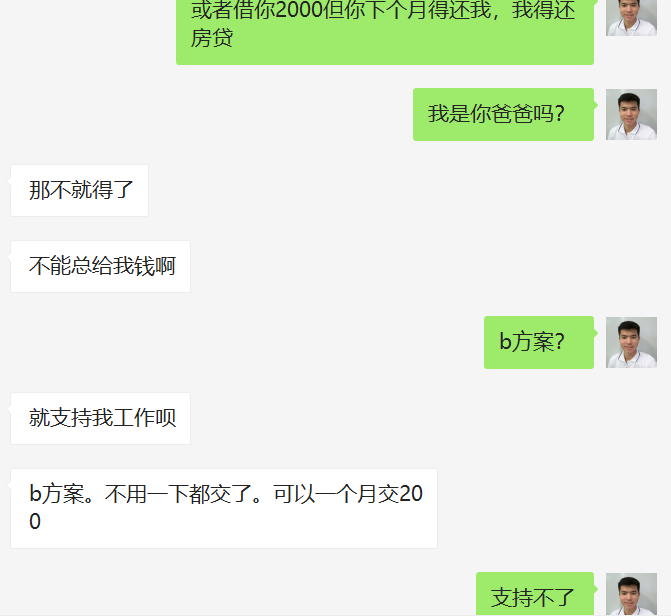 或者借你2000但你下个月得还我，我得还
房贷
我是你爸爸吗？
那不就得了
不能总给我钱啊
b方案？
就支持我工作呗
b方案。不用一下都交了。可以一个月交20
0
支持不了